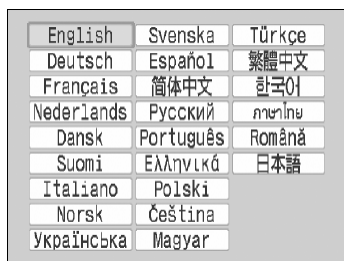 English Svenska Türkçe
Deutsch Español 繁體中文
Français 简体中文 한국어
Nederlands Русский ภาษาไทย
Dansk Português Română
Suomi Ελληνικά 日本語
Italiano Polski
Norsk Čeština
Українська Magyar